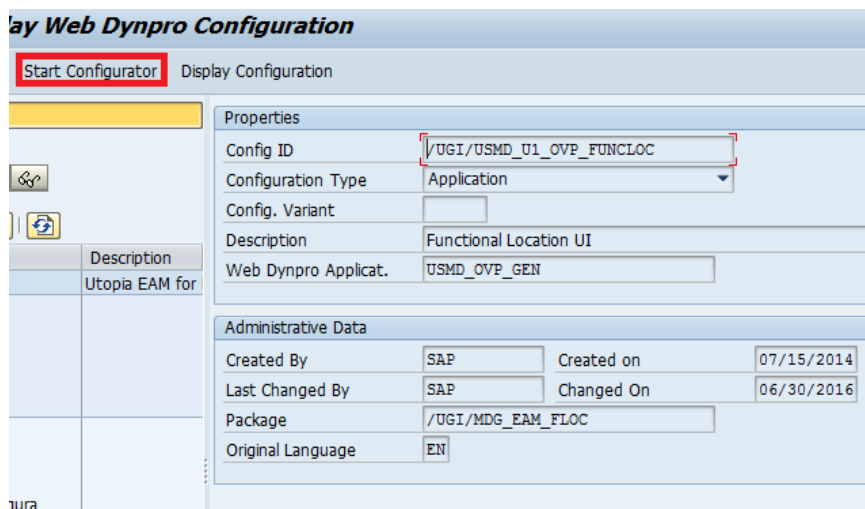 lay Web Dynpro Configuration
Start Configurator Display Configuration
Properties
Config ID /UGI/USMD_U1_OVP_FUNCLOC
Configuration Type Application
Config. Variant
Description Functional Location UI
Web Dynpro Applicat. USMD_OVP_GEN
Description
Utopia EAM for
Administrative Data
Created By SAP Created on 07/15/2014
Last Changed By SAP Changed On 06/30/2016
Package /UGI/MDG_EAM_FLOC
Original Language EN